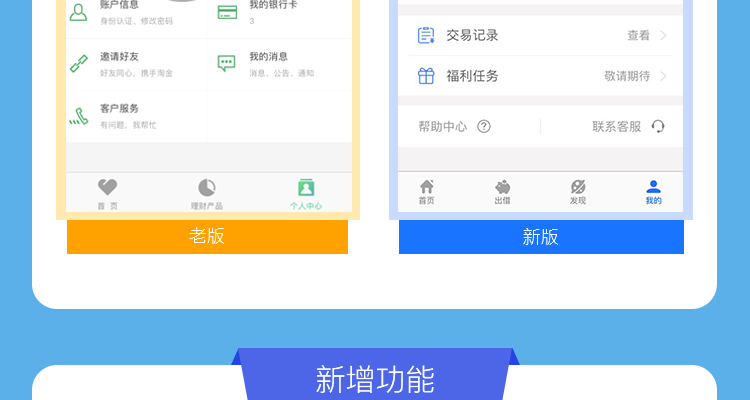 账户信息
身份认证、修改密码
我的银行卡
3
邀请好友
好友同心，携手淘金
我的消息
消息、公告、通知
客户服务
有问题，我帮忙
首 页
理财产品
个人中心
老版
交易记录
查看
福利任务
敬请期待
帮助中心
联系客服
首页
出借
发现
我的
新版
新增功能